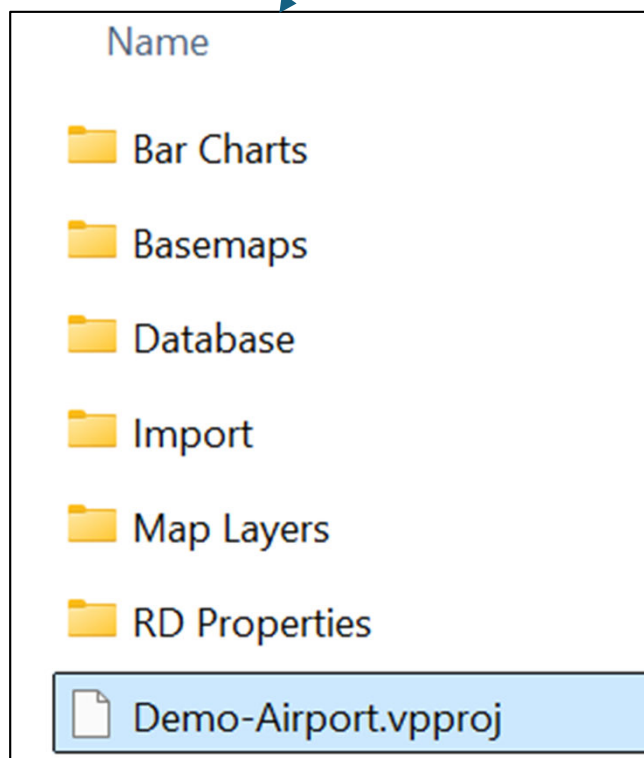 Name
Bar Charts
Basemaps
Database
Import
Map Layers
RD Properties
Demo-Airport.vpproj